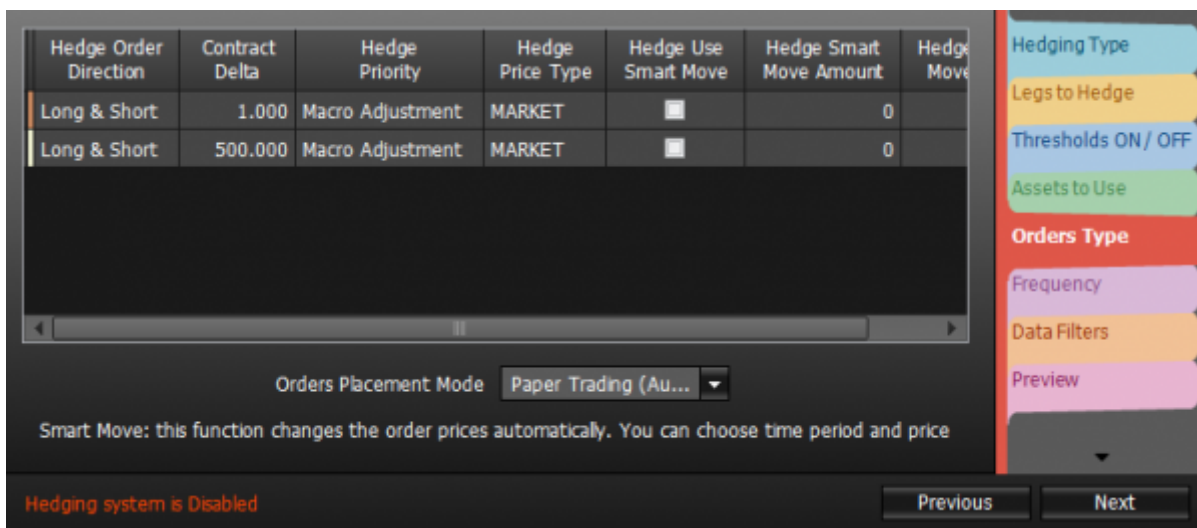 Hedge Order Direction Contract Delta Hedge Priority Hedge Price Type Hedge Use Smart Move Hedge Smart Move Amount Hedge Move
Long & Short 1.000 Macro Adjustment MARKET 0
Long & Short 500.000 Macro Adjustment MARKET 0
Orders Placement Mode Paper Trading (Au...
Smart Move: this function changes the order prices automatically. You can choose time period and price
Hedging system is Disabled
Previous Next
Hedging Type
Legs to Hedge
Thresholds ON / OFF
Assets to Use
Orders Type
Frequency
Data Filters
Preview